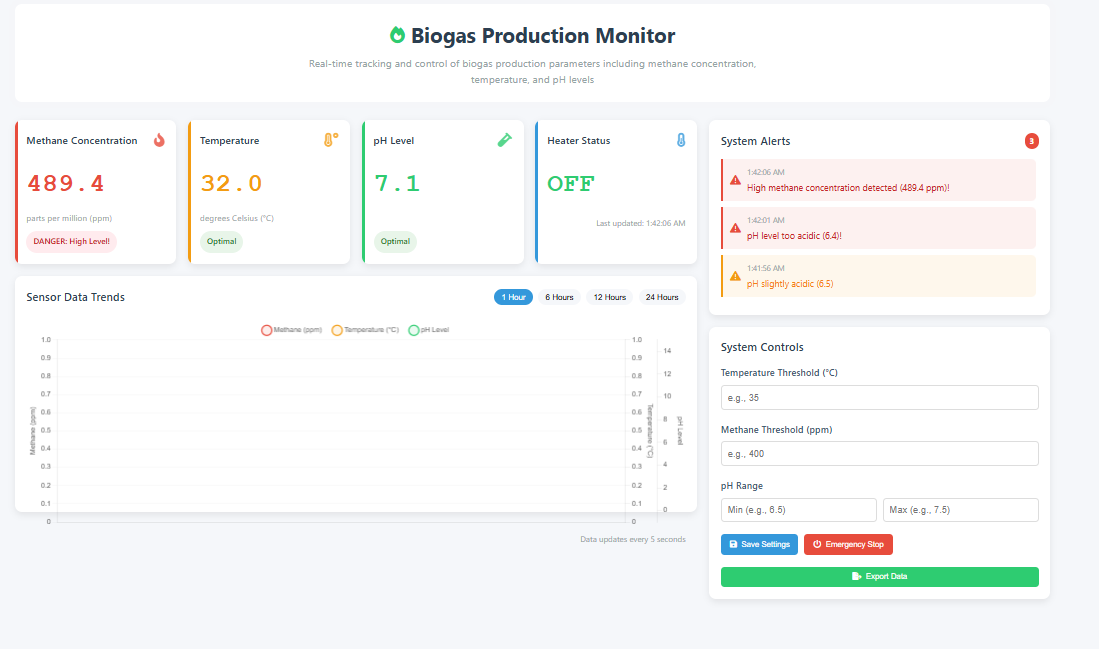 Biogas Production Monitor
Real-time tracking and control of biogas production parameters including methane concentration,
temperature, and pH levels
Methane Concentration
489.4
parts per million (ppm)
DANGER: High Level!
Temperature
32.0
degrees Celsius (°C)
Optimal
pH Level
7.1
Optimal
Heater Status
OFF
Last updated: 1:42:06 AM
System Alerts
3
1:42:06 AM
High methane concentration detected (489.4 ppm)!
1:42:01 AM
pH level too acidic (6.4)!
1:41:56 AM
pH slightly acidic (6.5)
Sensor Data Trends
1 Hour
6 Hours
12 Hours
24 Hours
Methane (ppm)
Temperature (°C)
pH Level
Methane (ppm)
1.0
0.9
0.8
0.7
0.6
0.5
0.4
0.3
0.2
0.1
0
1.0
0.9
0.8
0.7
0.6
0.5
0.4
0.3
0.2
0.1
0
Temperature (°C)
14
12
10
8
6
4
2
0
pH Level
Data updates every 5 seconds
System Controls
Temperature Threshold (°C)
e.g., 35
Methane Threshold (ppm)
e.g., 400
pH Range
Min (e.g., 6.5)
Max (e.g., 7.5)
Save Settings
Emergency Stop
Export Data